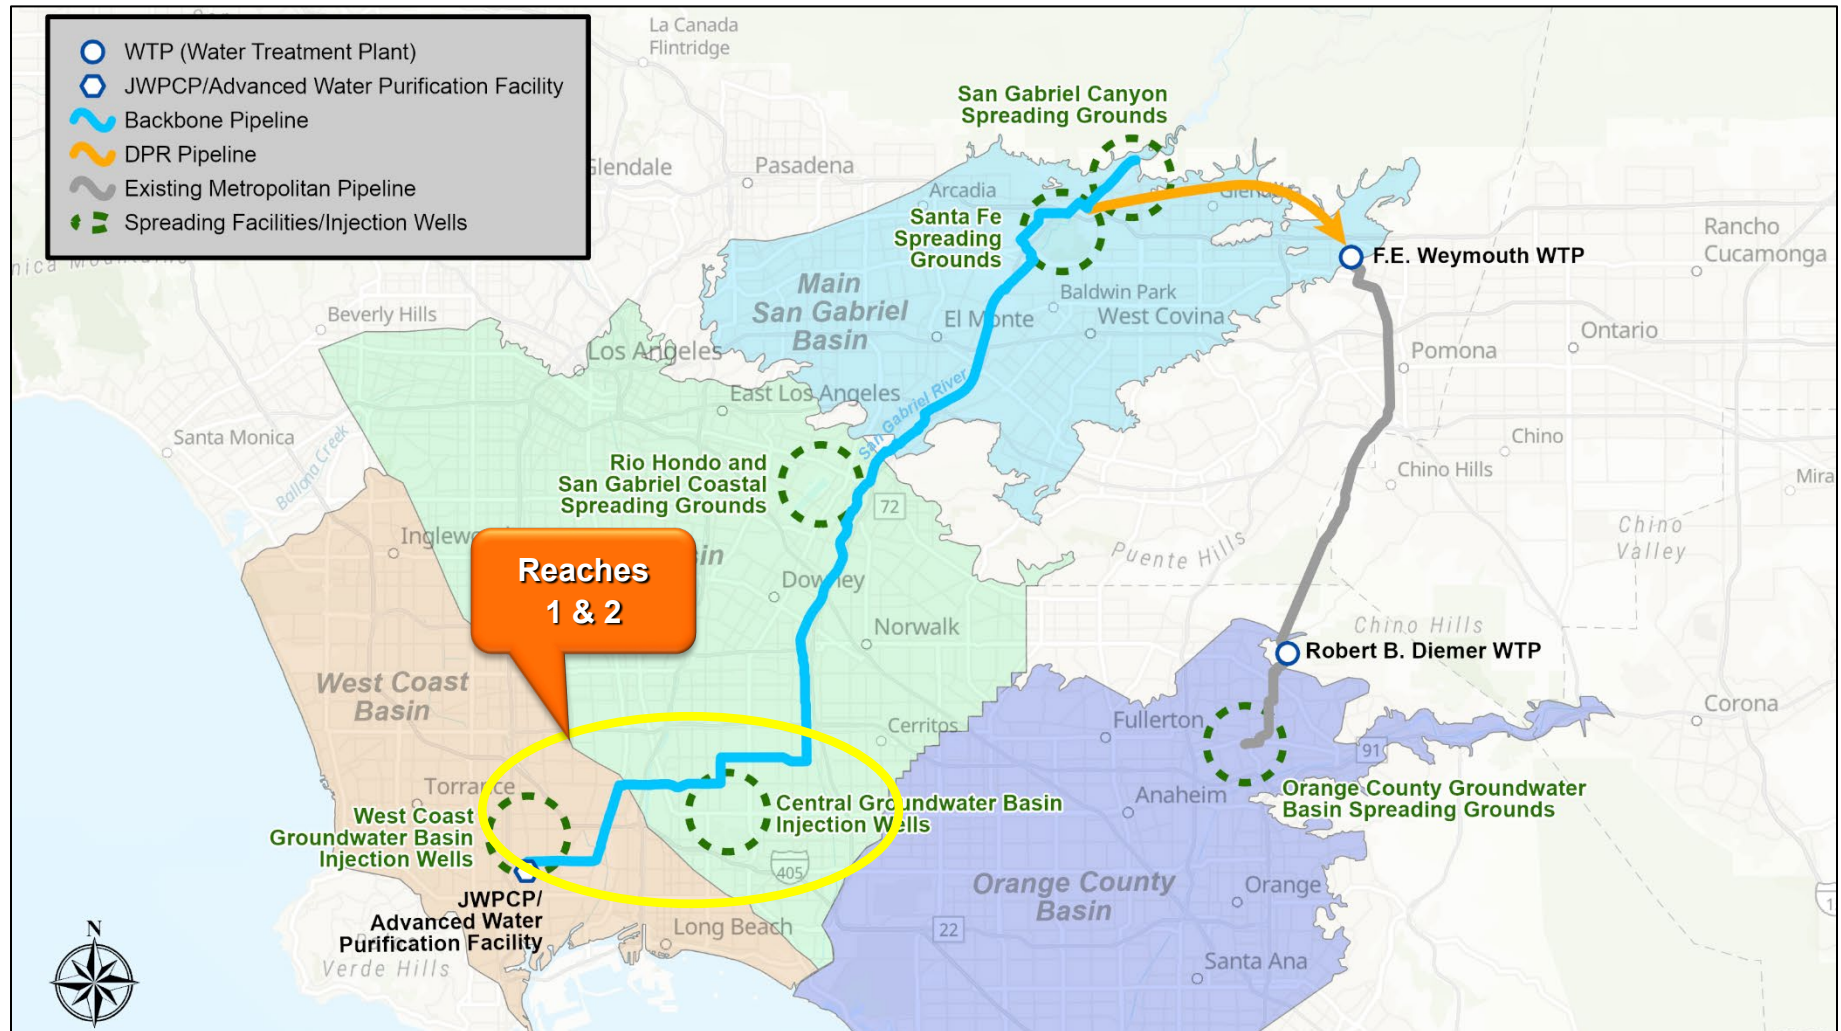 WTP (Water Treatment Plant)
JWPCP/Advanced Water Purification Facility
Backbone Pipeline
DPR Pipeline
Existing Metropolitan Pipeline
Spreading Facilities/Injection Wells
La Canada
Flintridge
San Gabriel Canyon
Spreading Grounds
Glendale
Pasadena
Arcadia
Glendora
Santa Fe
Spreading
Grounds
Rancho
Cucamonga
F.E. Weymouth WTP
Main
San Gabriel
Basin
Baldwin Park
West Covina
El Monte
Beverly Hills
Los Angeles
Ontario
Pomona
East Los Angeles
San Gabriel River
Santa Monica
Ballona Creek
Chino
Chino Hills
Mira
Rio Hondo and
San Gabriel Coastal
Spreading Grounds
72
Inglew
sin
Reaches
1 & 2
Downey
Puente Hills
Chino
Valley
Norwalk
Chino Hills
Robert B. Diemer WTP
West Coast
Basin
Cerritos
Fullerton
Corona
91
Torrance
West Coast
Groundwater Basin
Injection Wells
Central Groundwater Basin
Injection Wells
Anaheim
Orange County Groundwater
Basin Spreading Grounds
405
JWPCP/
Advanced Water
Purification Facility
Orange County
Basin
Orange
Long Beach
22
N
Verde Hills
Santa Ana